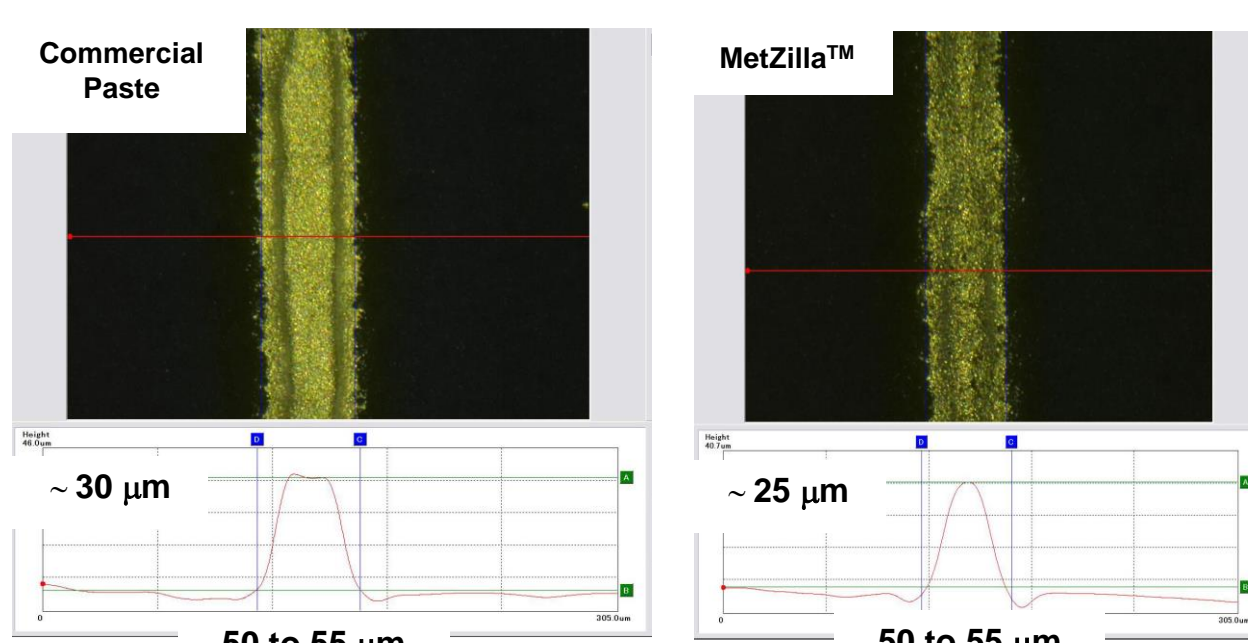 Commercial
Paste
MetZilla™
Height
46.0um
D
C
A
~ 30 μm
B
0
305.0um
50 to 55 μm
Height
40.7um
D
C
A
~ 25 μm
B
0
305.0um
50 to 55 μm